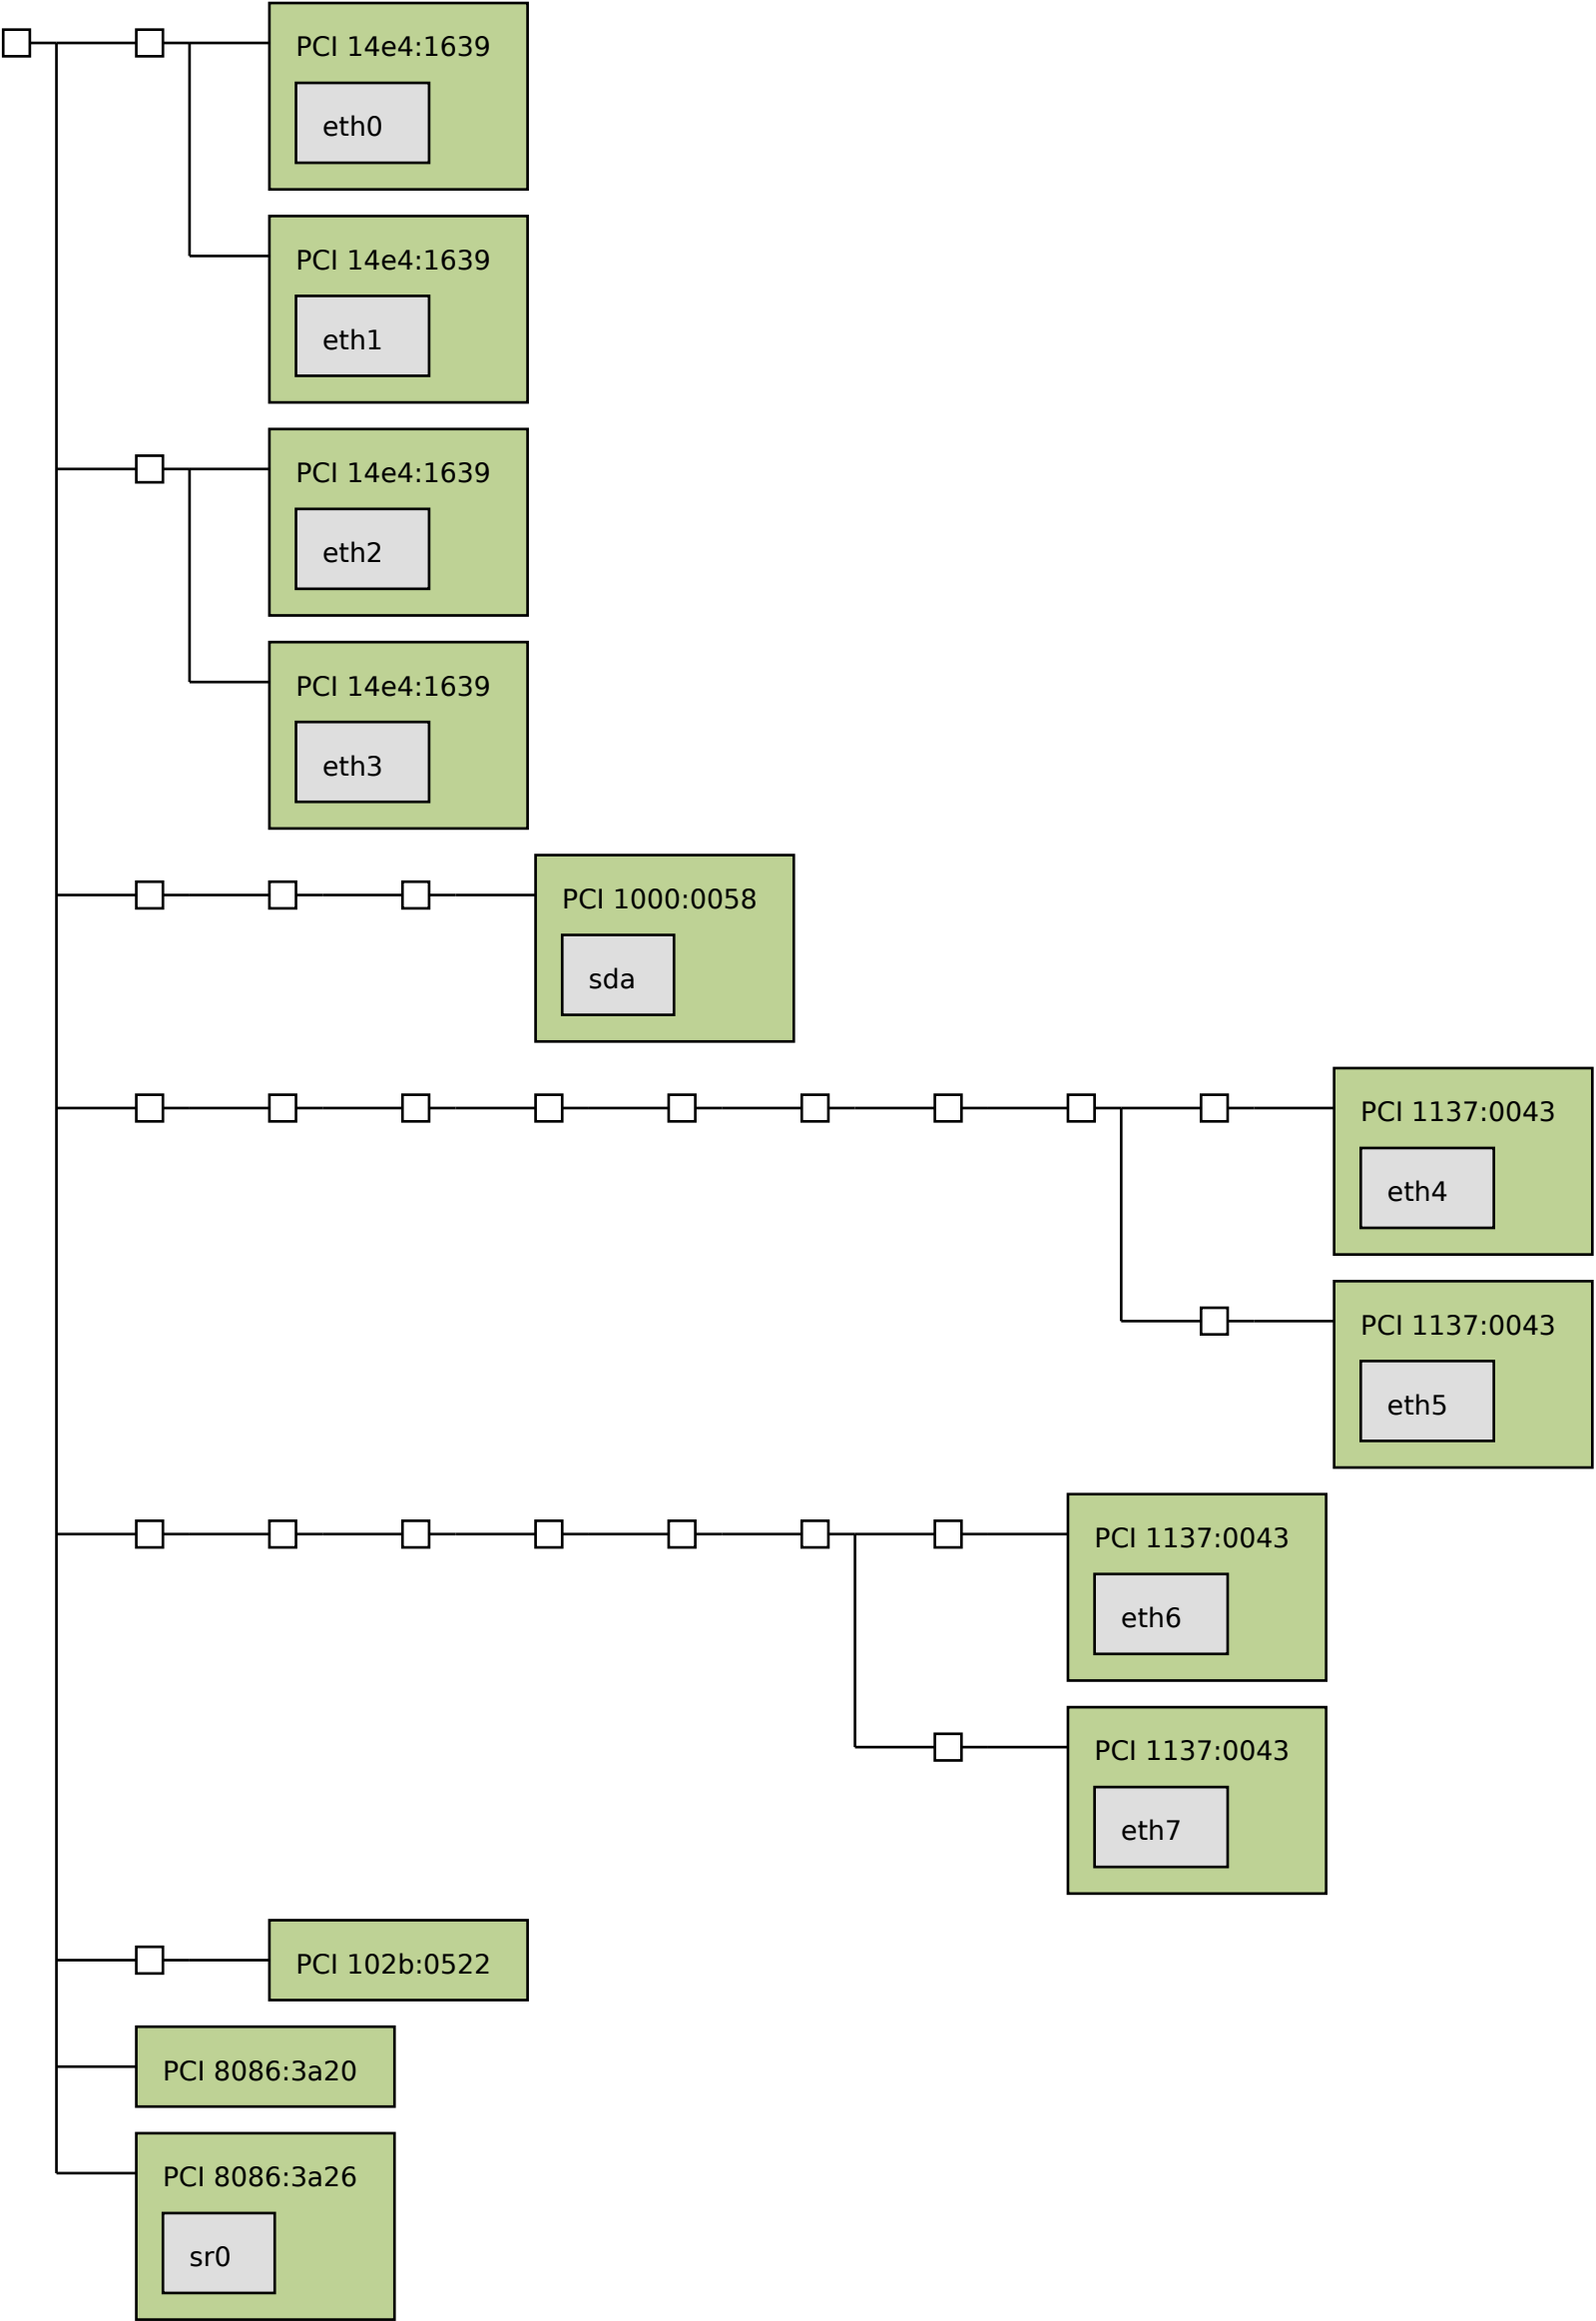 PCI 14e4:1639
eth0
PCI 14e4:1639
eth1
PCI 14e4:1639
eth2
PCI 14e4:1639
eth3
PCI 1000:0058
sda
PCI 1137:0043
eth4
PCI 1137:0043
eth5
PCI 1137:0043
eth6
PCI 1137:0043
eth7
PCI 102b:0522
PCI 8086:3a20
PCI 8086:3a26
sr0